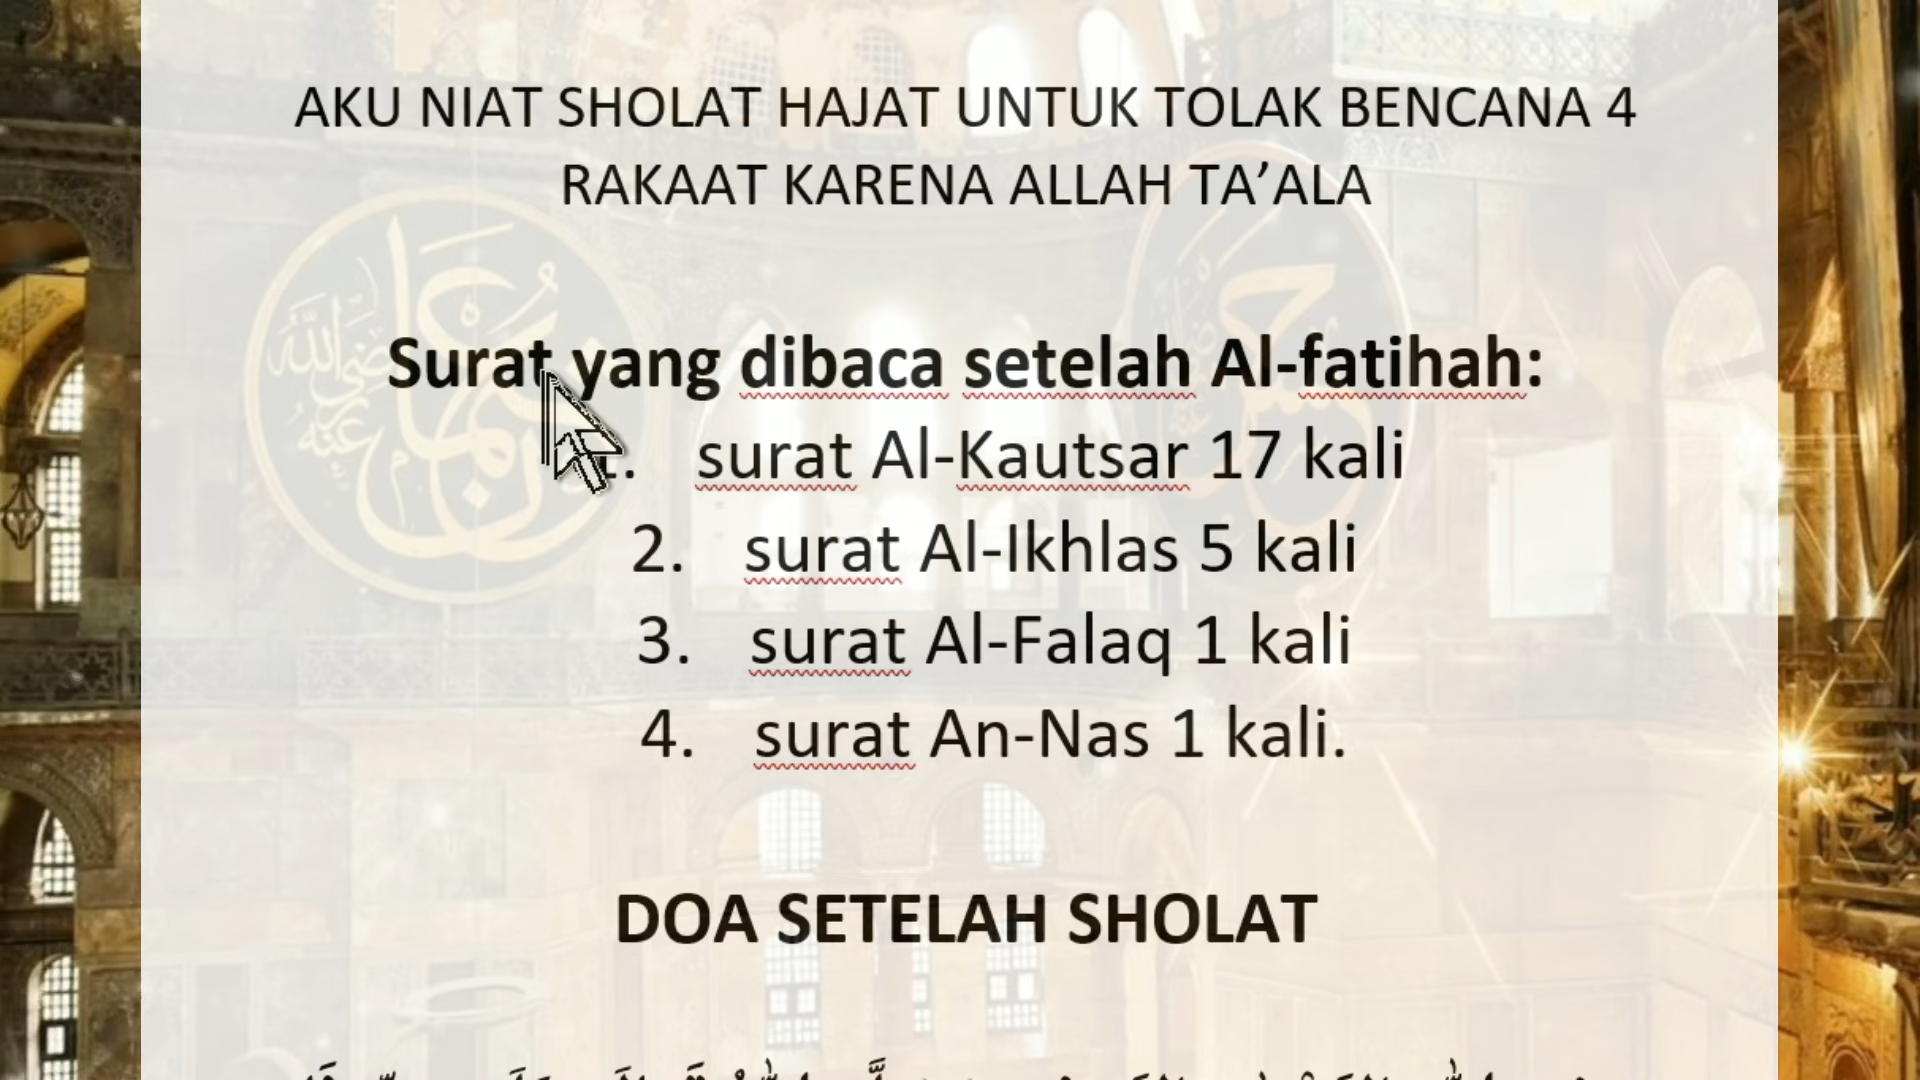 AKU NIAT SHOLAT HAJAT UNTUK TOLAK BENCANA 4
RAKAAT KARENA ALLAH TA’ALA
Surat yang dibaca setelah Al-fatihah:
1. surat Al-Kautsar 17 kali
2. surat Al-Ikhlas 5 kali
3. surat Al-Falaq 1 kali
4. surat An-Nas 1 kali.
DOA SETELAH SHOLAT